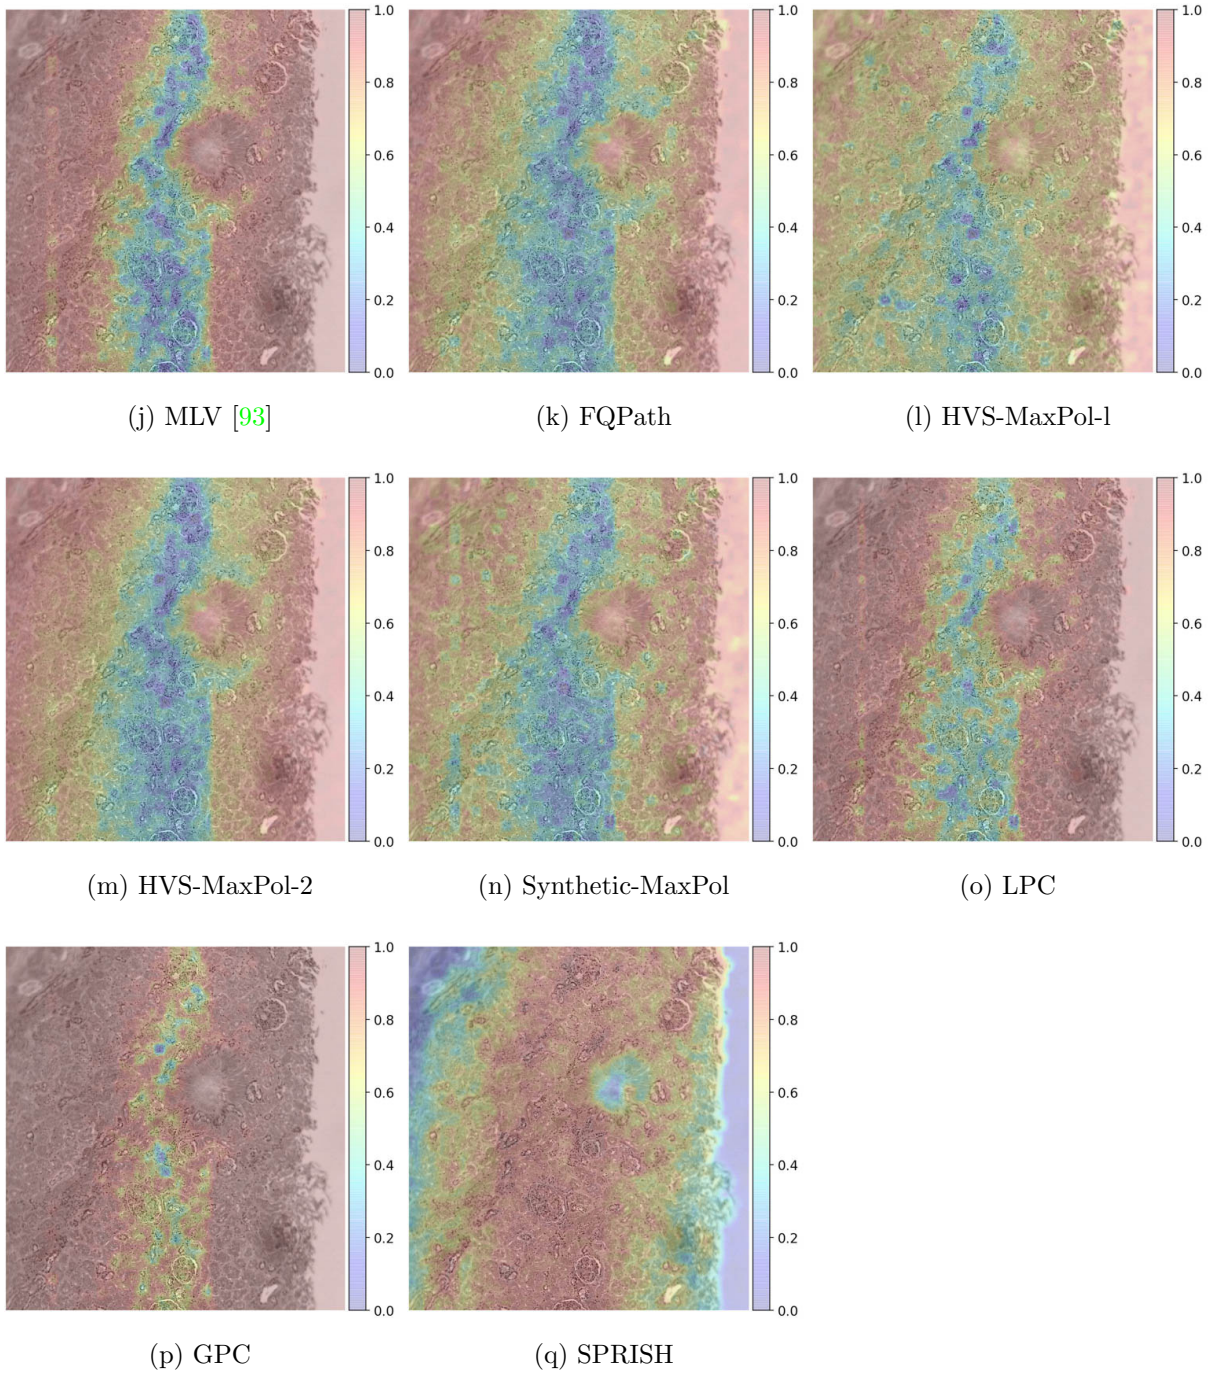 1.0 1.0 1.0
0.8 0.8 0.8
0.6 0.6 0.6
0.4 0.4 0.4
0.2 0.2 0.2
0.0 0.0 0.0
(j) MLV [93] (k) FQPath (l) HVS-MaxPol-l
1.0 1.0 1.0
0.8 0.8 0.8
0.6 0.6 0.6
0.4 0.4 0.4
0.2 0.2 0.2
0.0 0.0 0.0
(m) HVS-MaxPol-2 (n) Synthetic-MaxPol (o) LPC
1.0 1.0
0.8 0.8
0.6 0.6
0.4 0.4
0.2 0.2
0.0 0.0
(p) GPC (q) SPRISH